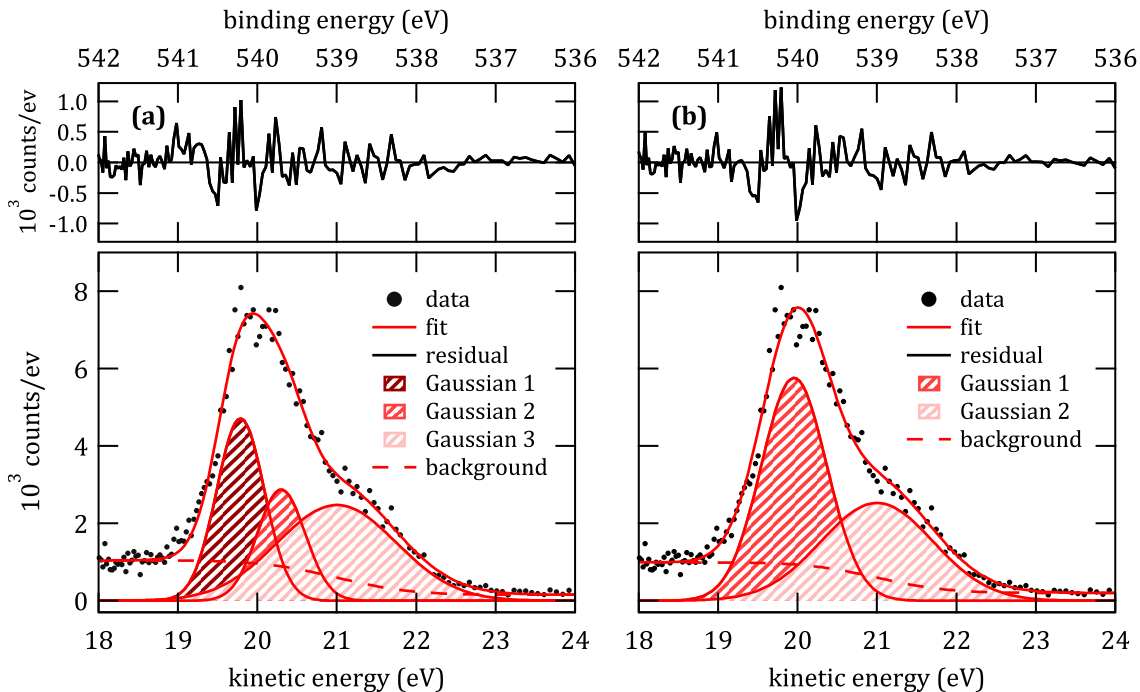 binding energy (eV)
542 541 540 539 538 537 536
(a)
1.0
0.5
0.0
-0.5
-1.0
10³ counts/ev
8
6
4
2
0
10³ counts/ev
data
fit
residual
Gaussian 1
Gaussian 2
Gaussian 3
background
18 19 20 21 22 23 24
kinetic energy (eV)
binding energy (eV)
542 541 540 539 538 537 536
(b)
data
fit
residual
Gaussian 1
Gaussian 2
background
18 19 20 21 22 23 24
kinetic energy (eV)